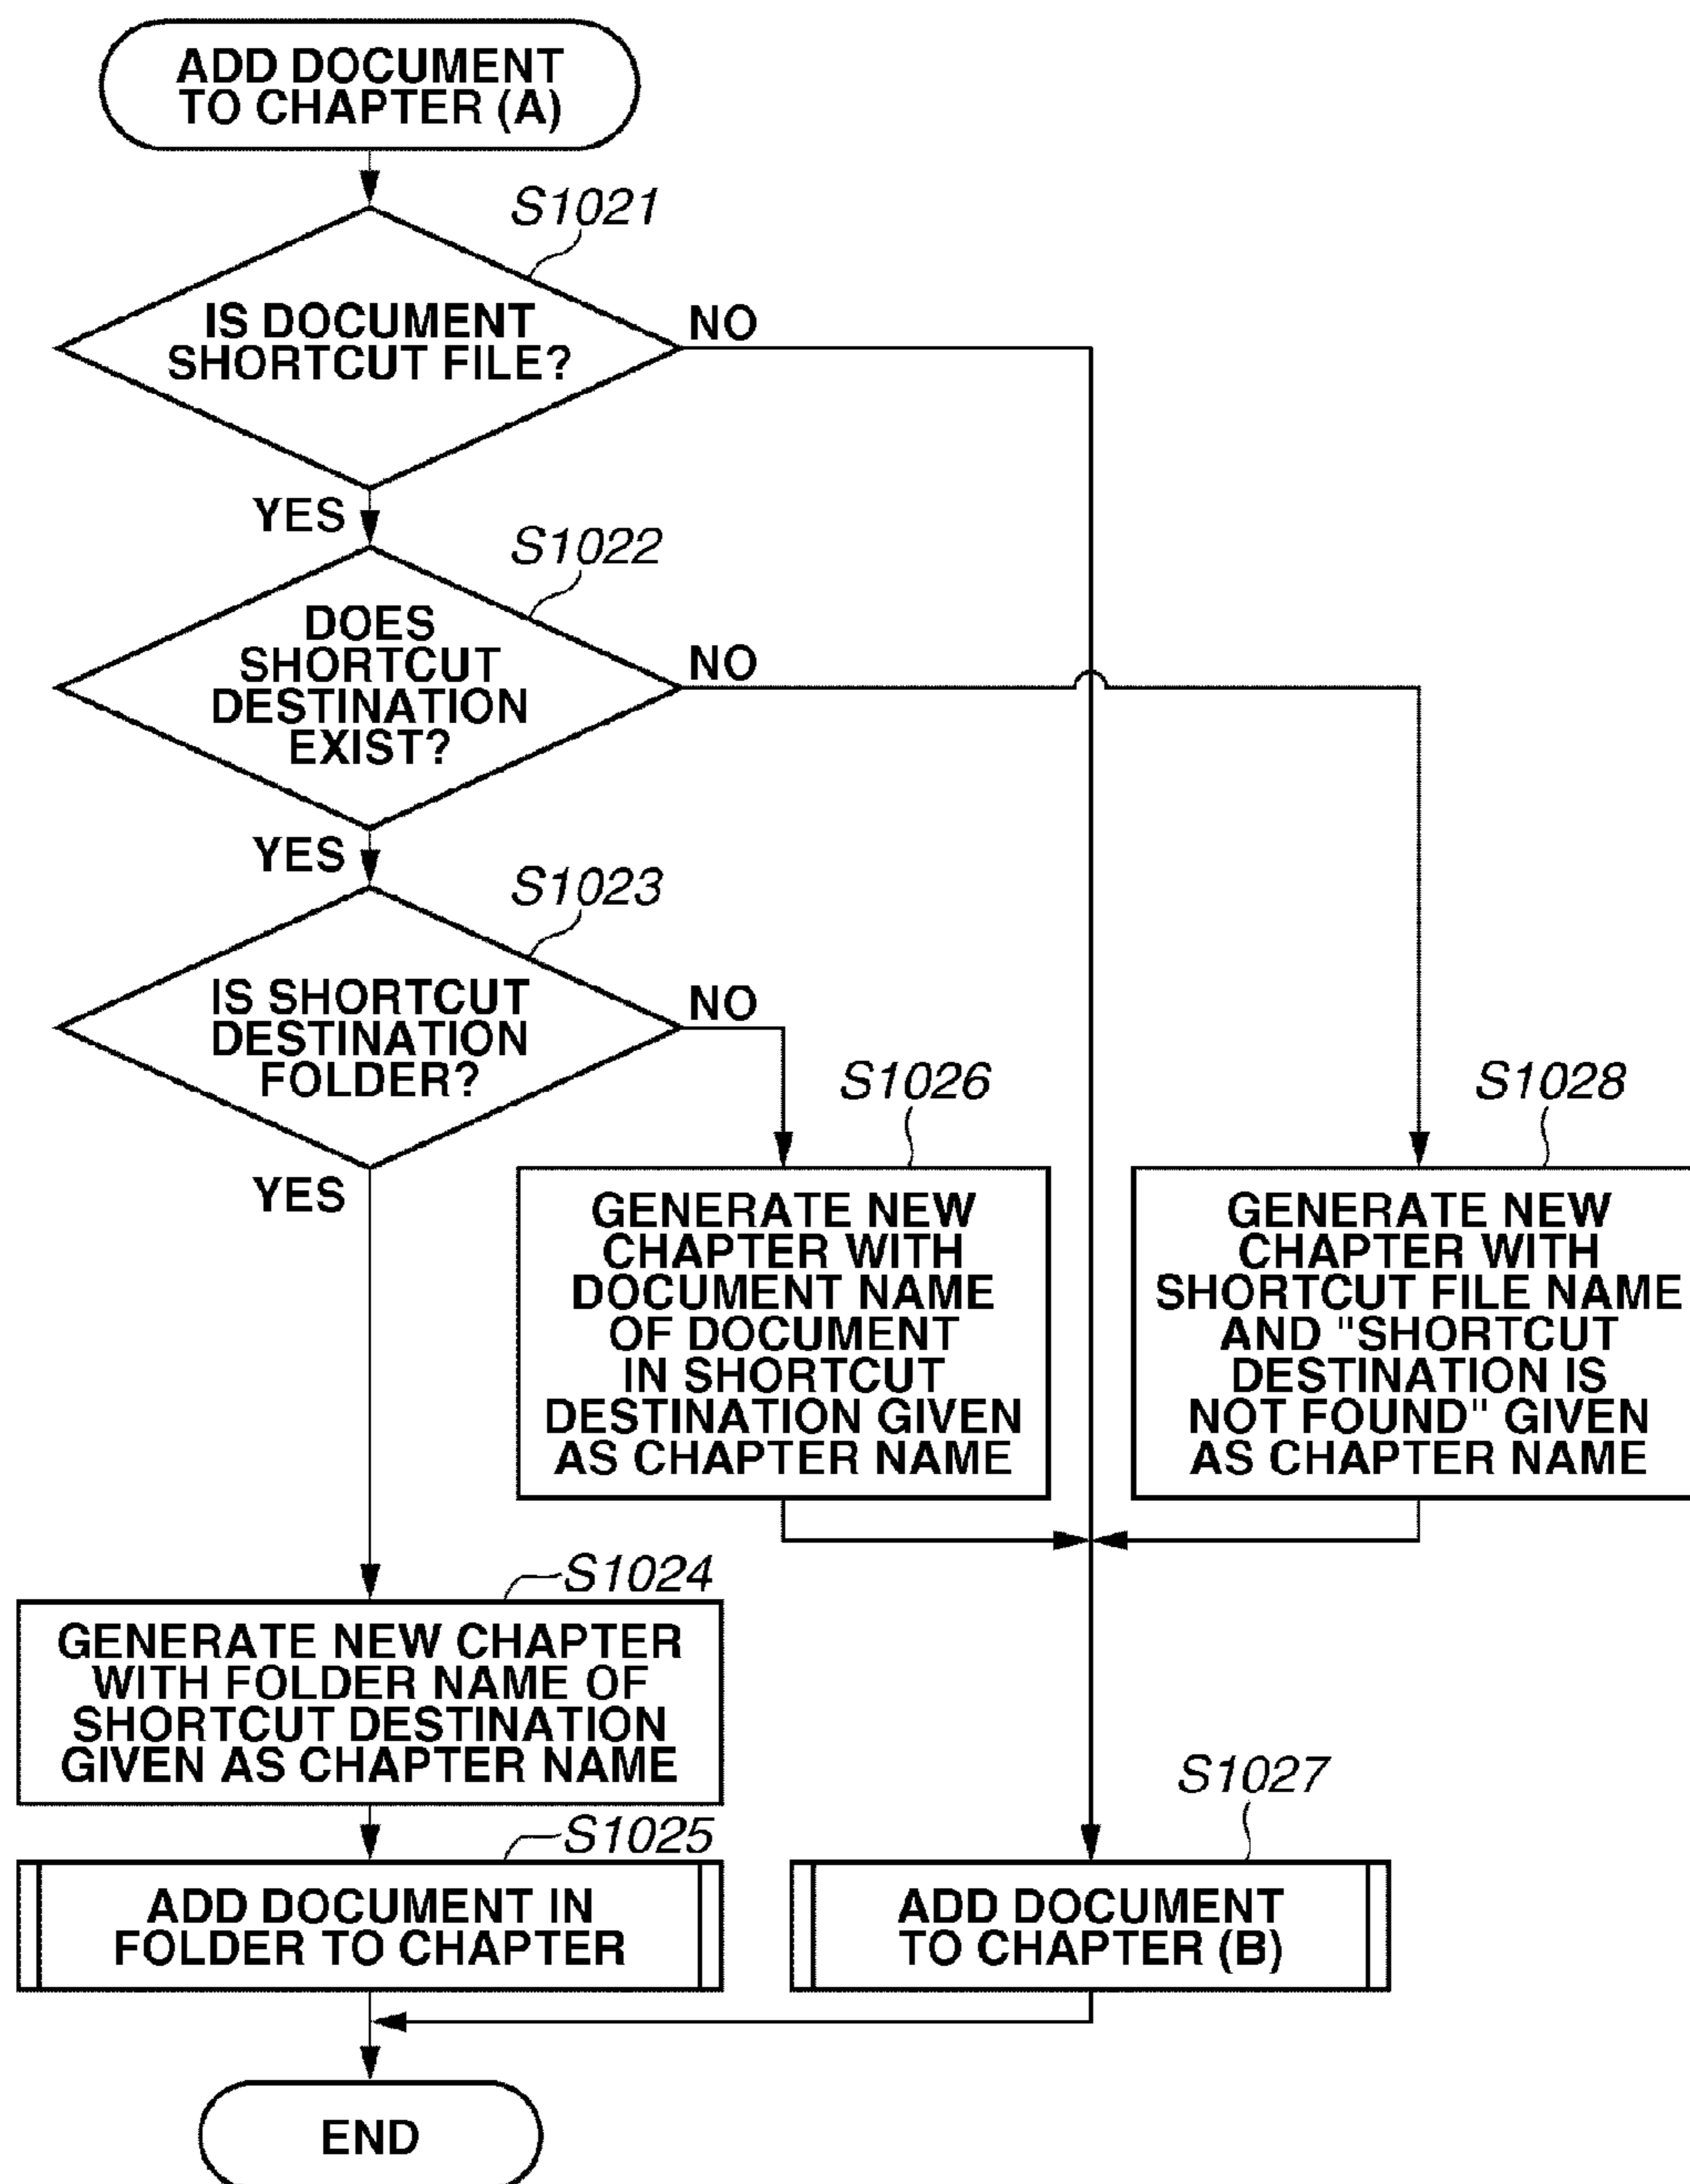 ADD DOCUMENT
TO CHAPTER (A)
S1021
IS DOCUMENT
SHORTCUT FILE?
NO
YES
S1022
DOES
SHORTCUT
DESTINATION
EXIST?
NO
YES
S1023
IS SHORTCUT
DESTINATION
FOLDER?
NO
YES
S1026
GENERATE NEW
CHAPTER WITH
DOCUMENT NAME
OF DOCUMENT
IN SHORTCUT
DESTINATION GIVEN
AS CHAPTER NAME
S1028
GENERATE NEW
CHAPTER WITH
SHORTCUT FILE NAME
AND "SHORTCUT
DESTINATION IS
NOT FOUND" GIVEN
AS CHAPTER NAME
S1024
GENERATE NEW CHAPTER
WITH FOLDER NAME OF
SHORTCUT DESTINATION
GIVEN AS CHAPTER NAME
S1025
ADD DOCUMENT IN
FOLDER TO CHAPTER
S1027
ADD DOCUMENT
TO CHAPTER (B)
END